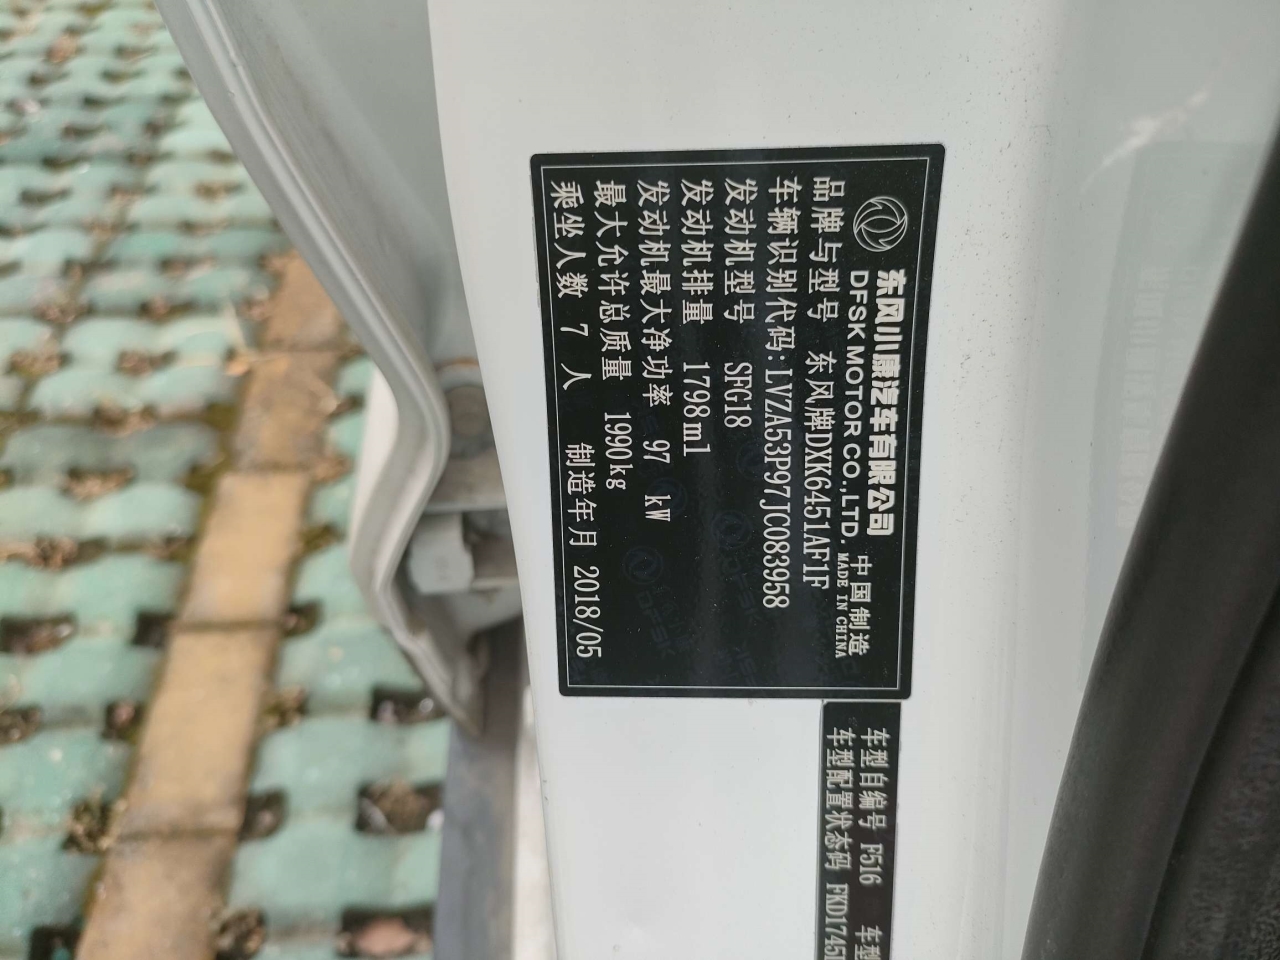 东风小康汽车有限公司 中国制造
DFSK MOTOR CO.,LTD. MADE IN CHINA
品牌与型号 东风牌DXK6451AF1F
车辆识别代码:LVZA53P97JC083958
发动机型号 SFG18
发动机排量 1798ml
发动机最大净功率 97 kW
最大允许总质量 1990kg
乘坐人数 7 人 制造年月 2018/05
车型自编号 F516 车型
车型配置状态码 FKD1745